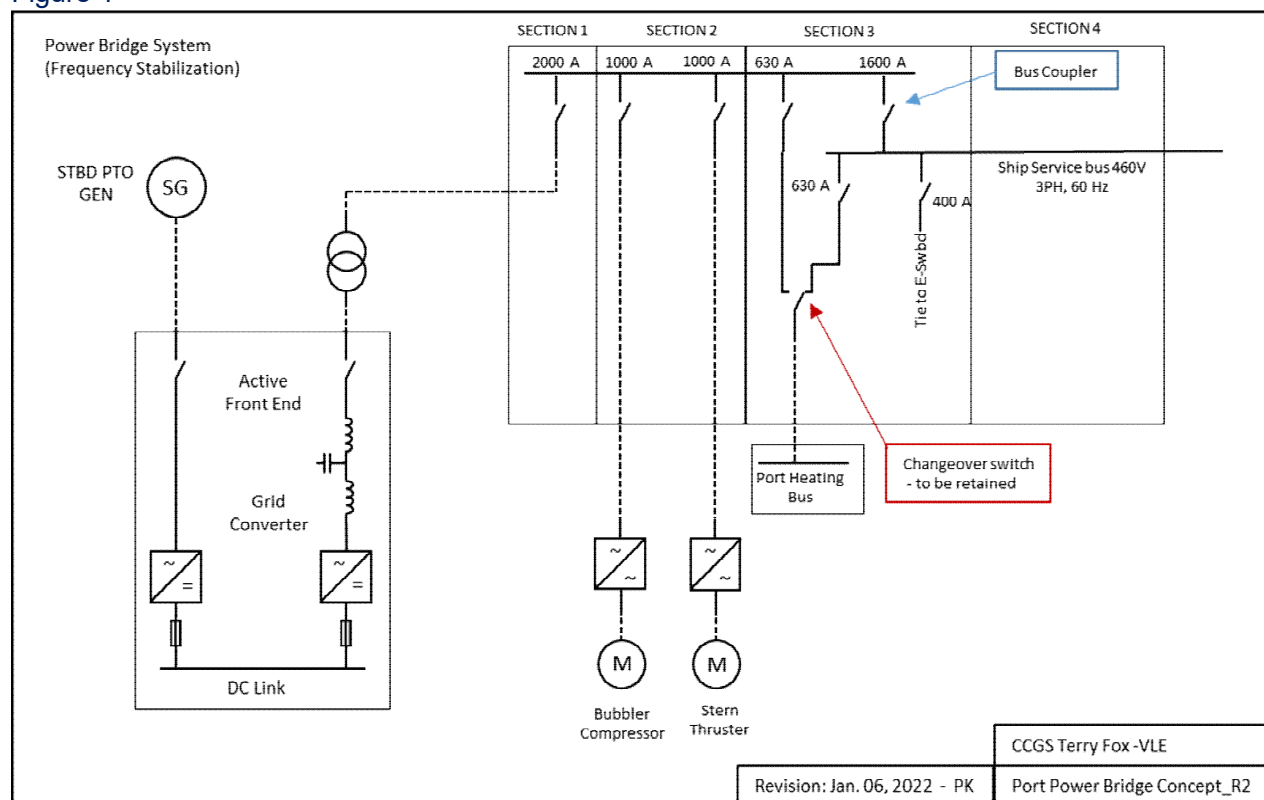 Power Bridge System
(Frequency Stabilization)
SECTION 1
SECTION 2
SECTION 3
SECTION 4
2000 A
1000 A
1000 A
630 A
1600 A
Bus Coupler
STBD PTO
GEN
SG
Ship Service bus 460V
3PH, 60 Hz
630 A
400 A
Tie to E-Swbd
Active
Front End
Grid
Converter
~
=
~
=
DC Link
Port Heating
Bus
Changeover switch
- to be retained
~
~
~
~
M
M
Bubbler
Compressor
Stern
Thruster
CCGS Terry Fox -VLE
Revision: Jan. 06, 2022 - PK
Port Power Bridge Concept_R2